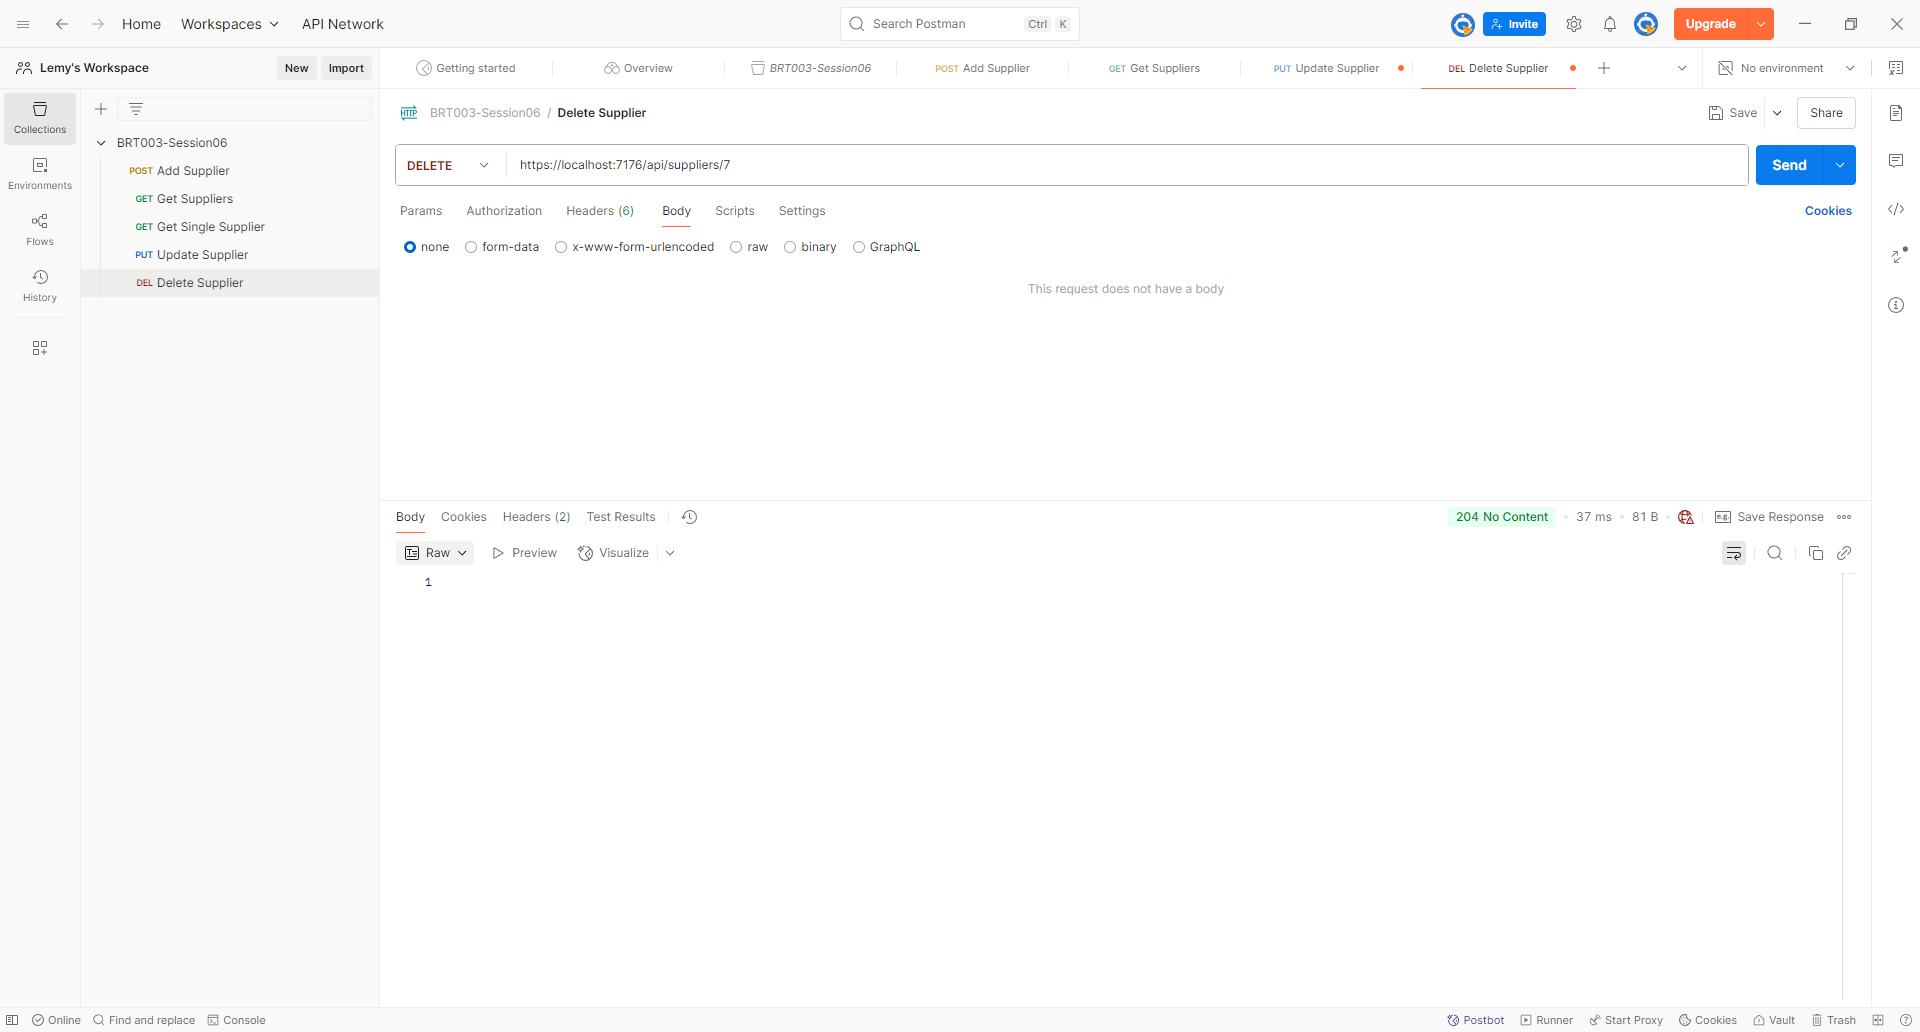 Home
Workspaces
API Network
Search Postman
Ctrl K
Invite
Upgrade
Lemy's Workspace
New
Import
Getting started
Overview
BRT003-Session06
POST Add Supplier
GET Get Suppliers
PUT Update Supplier
DEL Delete Supplier
No environment
Collections
Environments
Flows
History
BRT003-Session06
POST Add Supplier
GET Get Suppliers
GET Get Single Supplier
PUT Update Supplier
DEL Delete Supplier
HTTP
BRT003-Session06 / Delete Supplier
Save
Share
DELETE
https://localhost:7176/api/suppliers/7
Send
Params
Authorization
Headers (6)
Body
Scripts
Settings
Cookies
none
form-data
x-www-form-urlencoded
raw
binary
GraphQL
This request does not have a body
Body
Cookies
Headers (2)
Test Results
204 No Content
37 ms
81 B
e.g.
Save Response
Raw
Preview
Visualize
1
Online
Find and replace
Console
Postbot
Runner
Start Proxy
Cookies
Vault
Trash